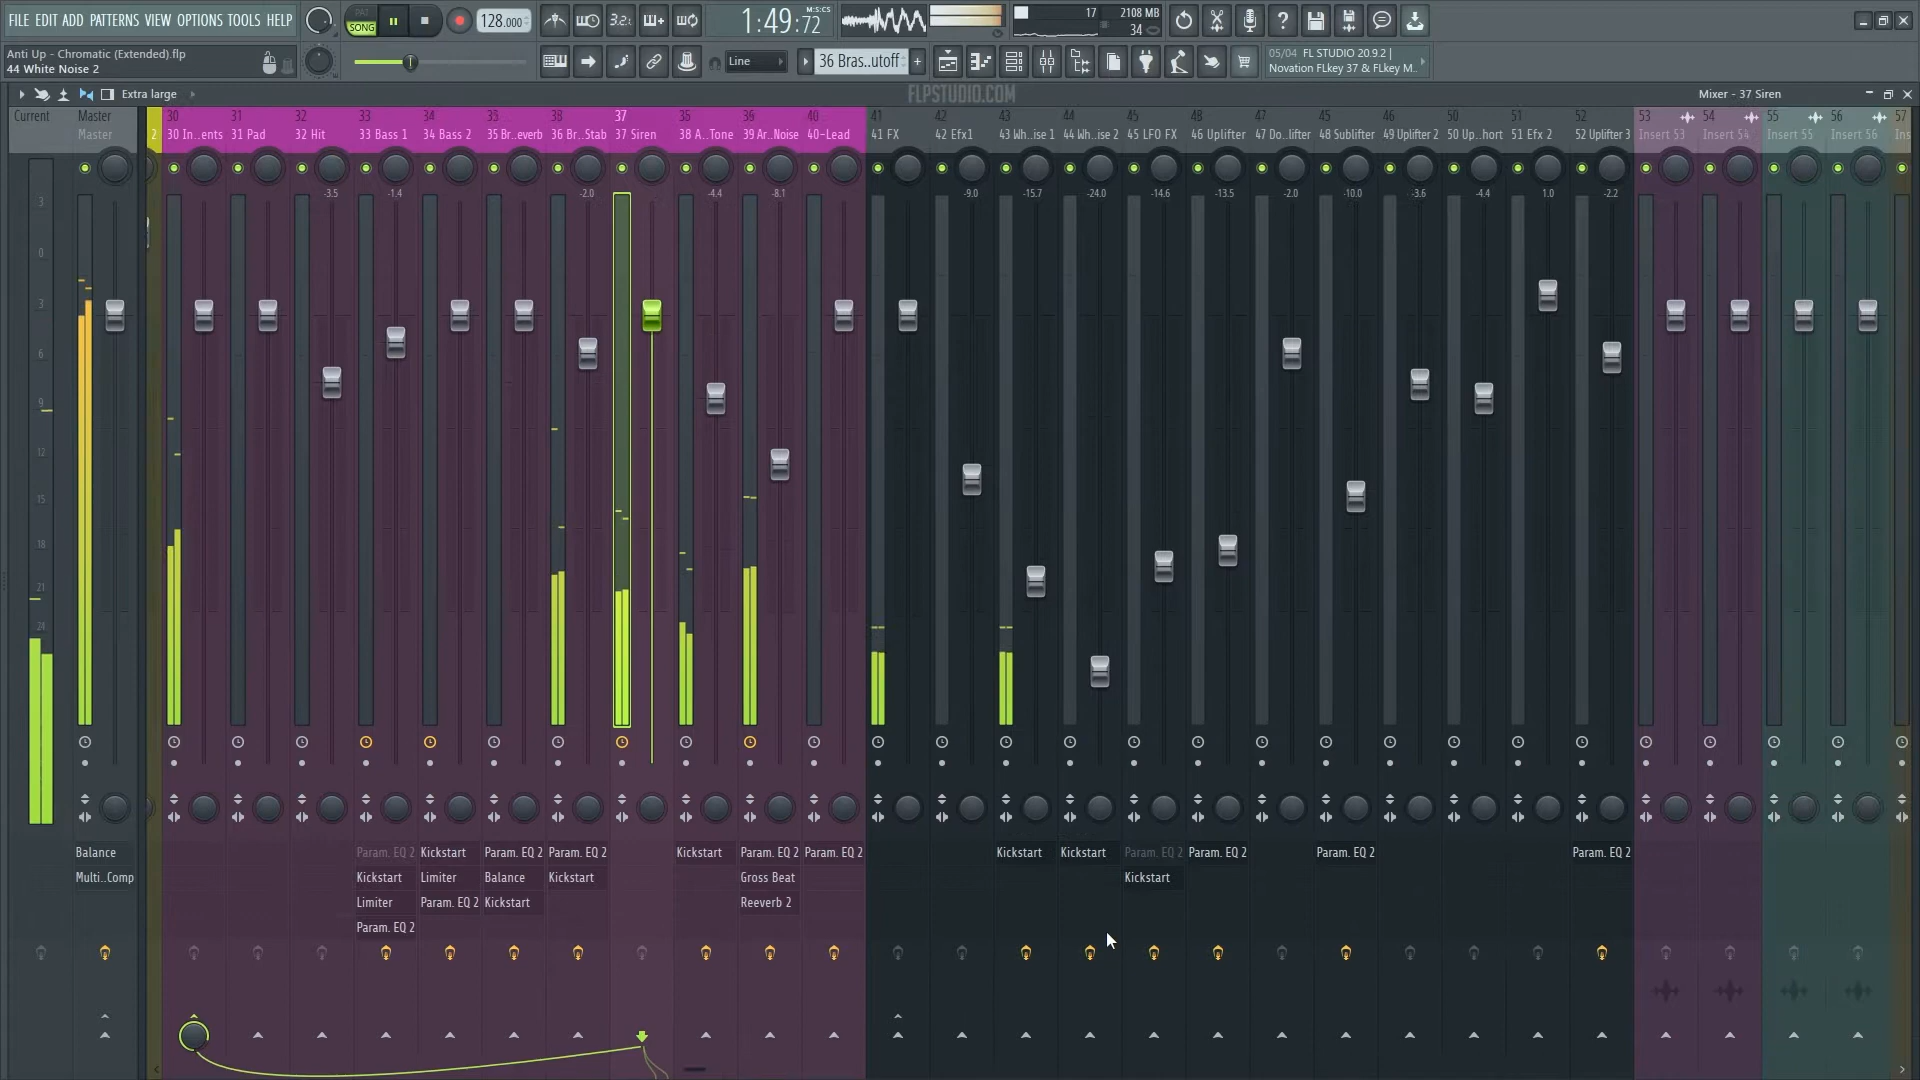 FILE EDIT ADD PATTERNS VIEW OPTIONS TOOLS HELP
PAT
SONG
128.000
3.2.
1:49:72
M:S:CS
17
2108 MB
34
Anti Up - Chromatic (Extended).flp
44 White Noise 2
Line
36 Bras..utoff
+
05/04 FL STUDIO 20.9.2 |
Novation FLkey 37 & FLkey M..
Extra large
FLPSTUDIO.COM
Mixer - 37 Siren
Current
Master
30 31 32 33 34 35 36 37 38 39 40 41 42 43 44 45 46 47 48 49 50 51 52 53 54 55 56 57
Master
2
30 In..ents
31 Pad
32 Hit
33 Bass 1
34 Bass 2
35 Br..everb
36 Br..Stab
37 Siren
38 A..Tone
39 Ar..Noise
40-Lead
41 FX
42 Efx1
43 Wh..ise 1
44 Wh..ise 2
45 LFO FX
46 Uplifter
47 Do..lifter
48 Sublifter
49 Uplifter 2
50 Up..hort
51 Efx 2
52 Uplifter 3
Insert 53
Insert 54
Insert 55
Insert 56
Ins
-3.5
-1.4
-2.0
-4.4
-8.1
-9.0
-15.7
-24.0
-14.6
-13.5
-2.0
-10.0
-3.6
-4.4
1.0
-2.2
3
0
3
6
9
12
15
18
21
24
Balance
Param. EQ 2
Kickstart
Param. EQ 2
Param. EQ 2
Kickstart
Param. EQ 2
Param. EQ 2
Kickstart
Kickstart
Param. EQ 2
Param. EQ 2
Param. EQ 2
Param. EQ 2
Multi..Comp
Kickstart
Limiter
Balance
Kickstart
Gross Beat
Kickstart
Limiter
Param. EQ 2
Kickstart
Reeverb 2
Param. EQ 2